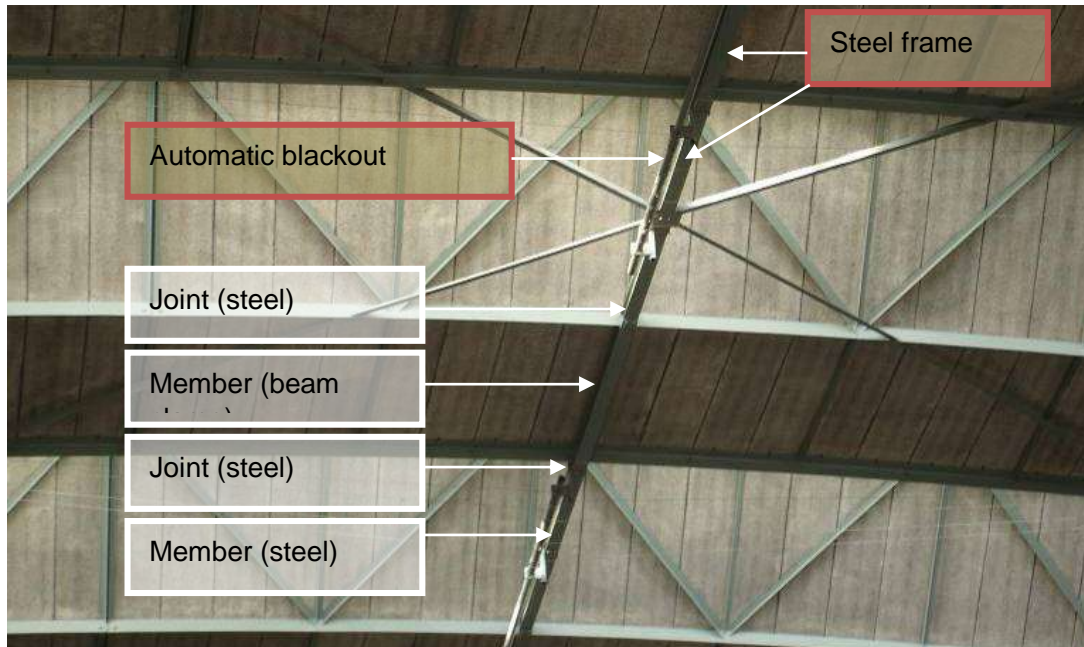 Steel frame
Automatic blackout
Joint (steel)
Member (beam
Joint (steel)
Member (steel)